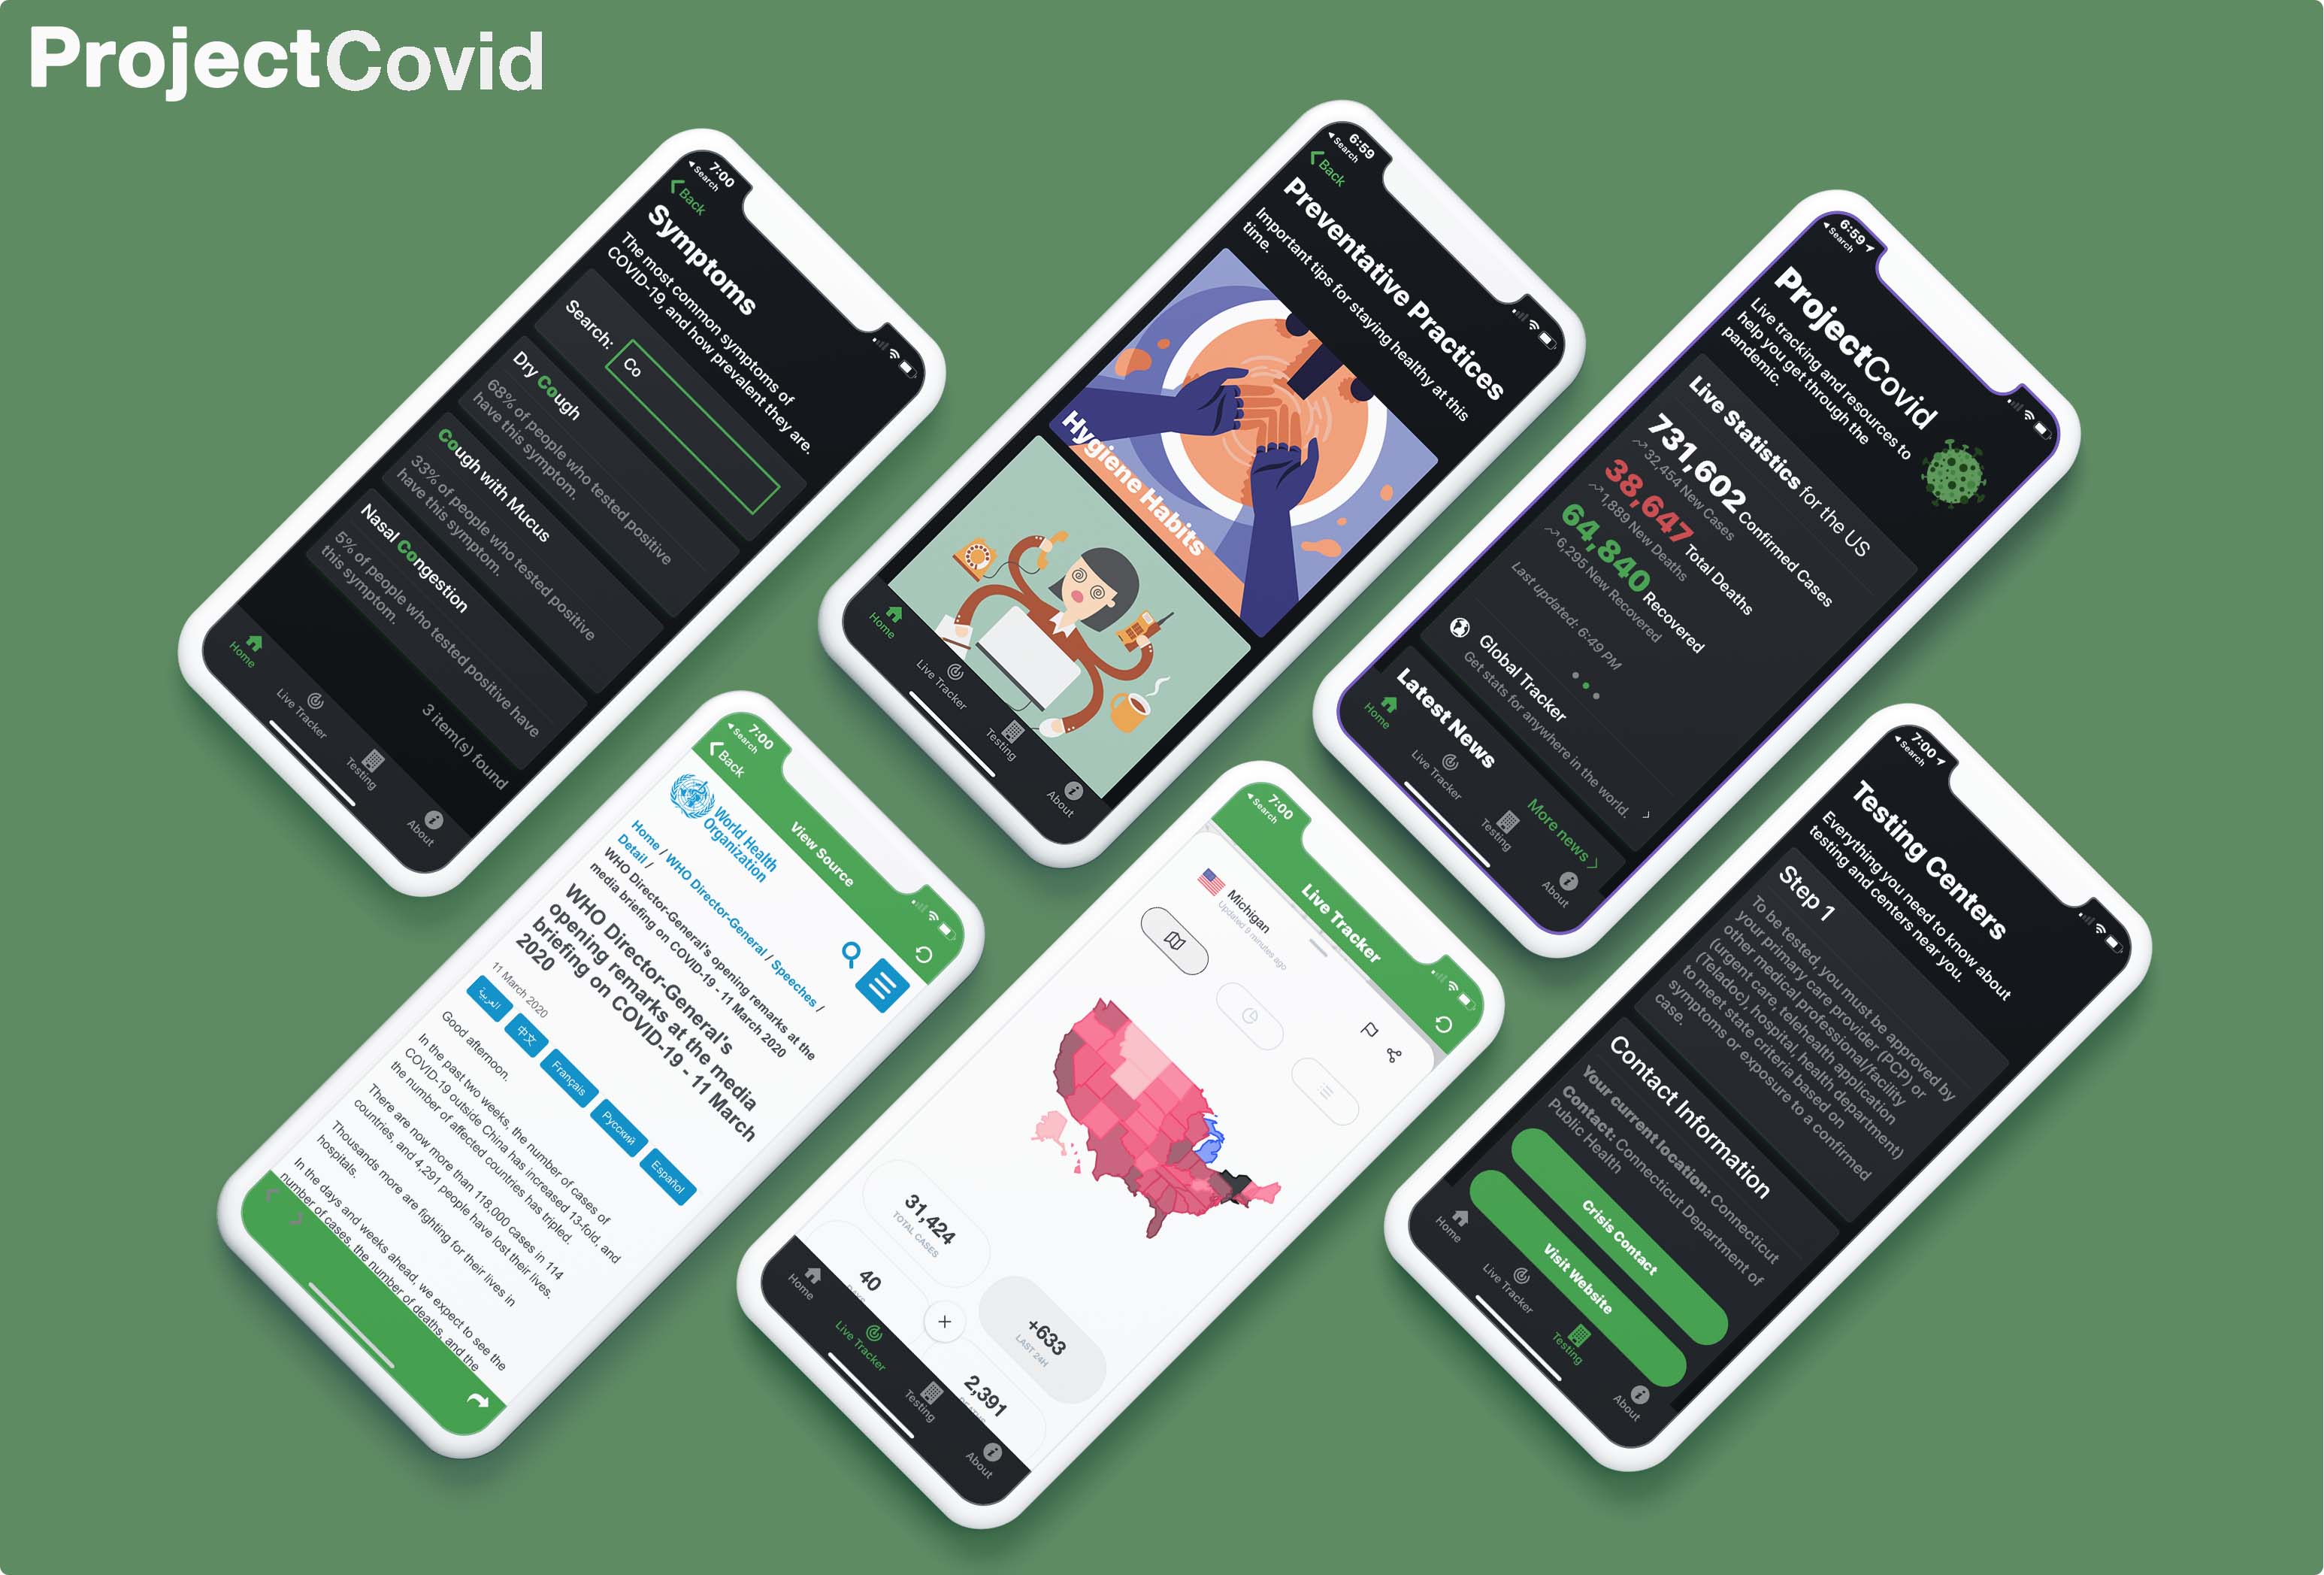 ProjectCovid
7:00
Search
Back
Symptoms
The most common symptoms of
COVID-19, and how prevalent they are.
Search:
Co
Dry Cough
68% of people who tested positive
have this symptom.
Cough with Mucus
33% of people who tested positive
have this symptom.
Nasal Congestion
5% of people who tested positive have
this symptom.
3 item(s) found
Home
Live Tracker
Testing
About
6:59
Search
Back
Preventative Practices
Important tips for staying healthy at this
time.
Hygiene Habits
Home
Live Tracker
Testing
About
6:59
Search
ProjectCovid
Live tracking and resources to
help you get through the
pandemic.
Live Statistics for the US
731,602 Confirmed Cases
32,454 New Cases
38,647 Total Deaths
1,889 New Deaths
64,840 Recovered
6,295 New Recovered
Last updated: 6:49 PM
Global Tracker
Get stats for anywhere in the world.
Latest News
More news
Home
Live Tracker
Testing
About
7:00
Search
Back
View Source
World Health
Organization
Home / WHO Director-General / Speeches /
Detail /
WHO Director-General's opening remarks at the
media briefing on COVID-19 - 11 March 2020
WHO Director-General's
opening remarks at the media
briefing on COVID-19 - 11 March
2020
11 March 2020
العربية
中文
Français
Русский
Español
Good afternoon.
In the past two weeks, the number of cases of
COVID-19 outside China has increased 13-fold, and
the number of affected countries has tripled.
There are now more than 118,000 cases in 114
countries, and 4,291 people have lost their lives.
Thousands more are fighting for their lives in
hospitals.
In the days and weeks ahead, we expect to see the
number of cases, the number of deaths, and the
7:00
Search
Live Tracker
Michigan
Updated 9 minutes ago
31,424
TOTAL CASES
+633
LAST 24H
40
2,391
Home
Live Tracker
Testing
About
7:00
Search
Testing Centers
Everything you need to know about
testing and centers near you.
Step 1
To be tested, you must be approved by
your primary care provider (PCP) or
other medical professional/facility
(urgent care, telehealth application
(Teladoc), hospital, health department)
to meet state criteria based on
symptoms or exposure to a confirmed
case.
Contact Information
Your current location: Connecticut
Contact: Connecticut Department of
Public Health
Crisis Contact
Visit Website
Home
Live Tracker
Testing
About